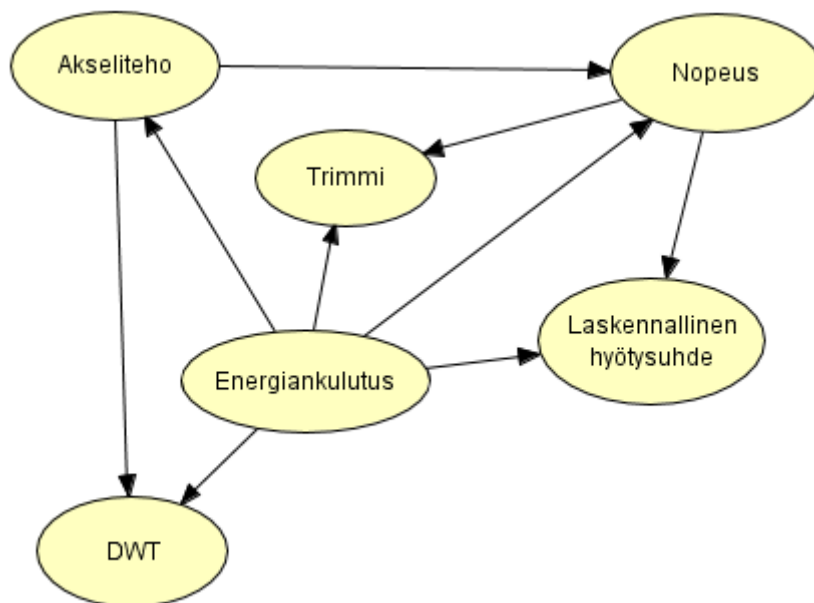 Akseliteho
Nopeus
Trimmi
Laskennallinen
hyötysuhde
Energiankulutus
DWT